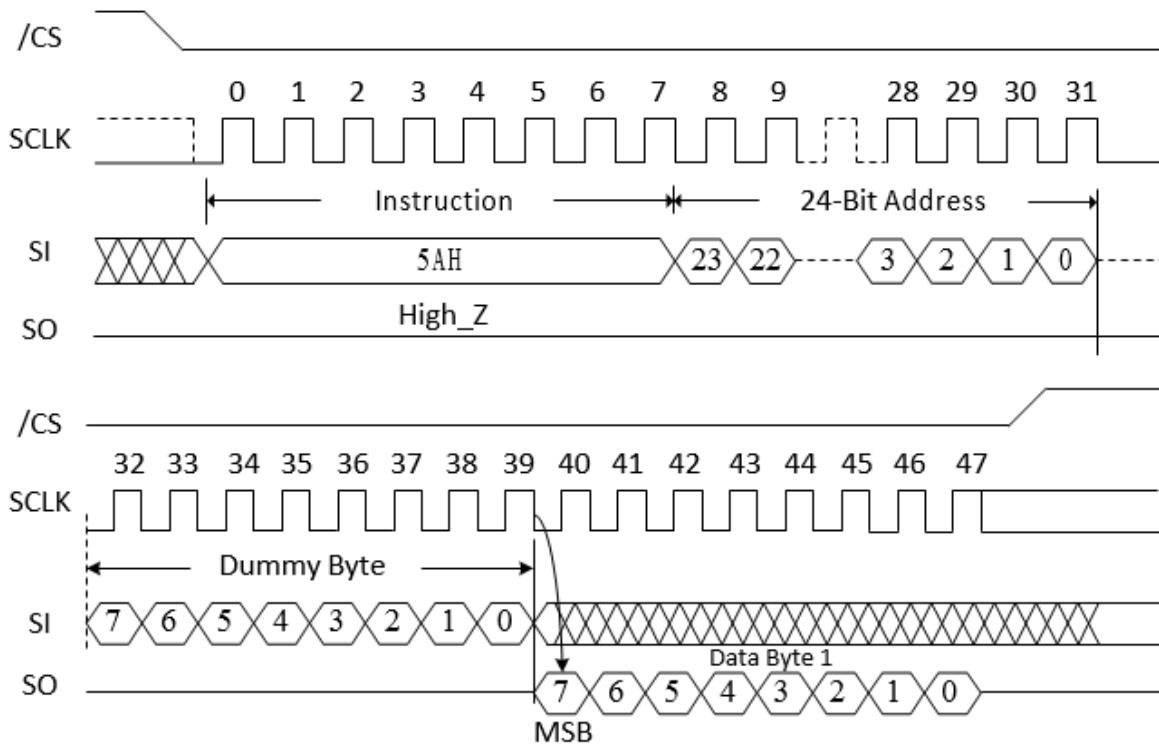 /CS
0 1 2 3 4 5 6 7 8 9 28 29 30 31
SCLK
Instruction 24-Bit Address
SI 5AH 23 22 3 2 1 0
High_Z
SO
/CS
32 33 34 35 36 37 38 39 40 41 42 43 44 45 46 47
SCLK
Dummy Byte
SI 7 6 5 4 3 2 1 0
Data Byte 1
SO 7 6 5 4 3 2 1 0
MSB